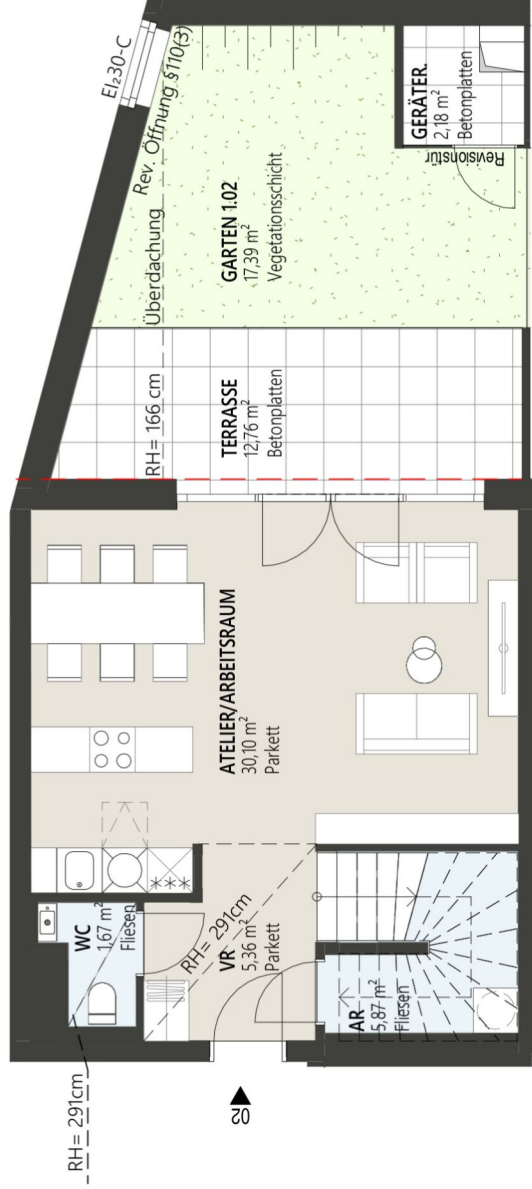 EI₂30-C
Rev. Öffnung §110(3)
Überdachung
RH= 166 cm
GERÄTER.
2,18 m²
Betonplatten
Revisionstür
GARTEN 1.02
17,39 m²
Vegetationsschicht
TERRASSE
12,76 m²
Betonplatten
ATELIER/ARBEITSRAUM
30,10 m²
Parkett
WC
1,67 m²
Fliesen
RH= 291cm
VR
5,36 m²
Parkett
AR
5,87 m²
Fliesen
RH= 291cm
02